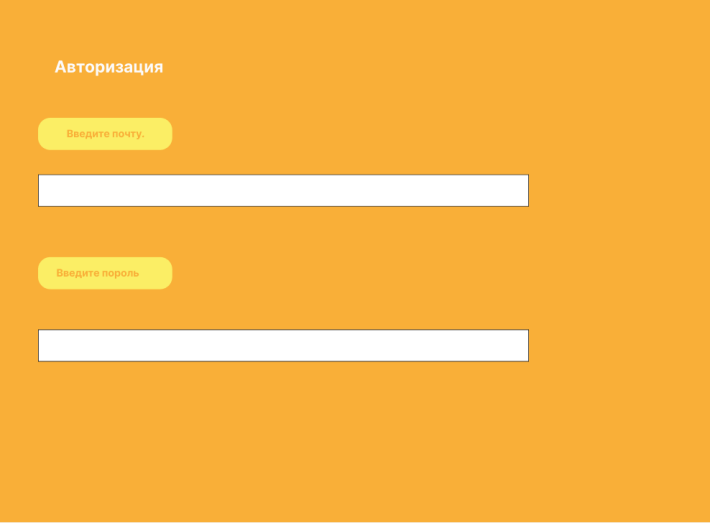 Авторизация
Введите почту.
Введите пороль